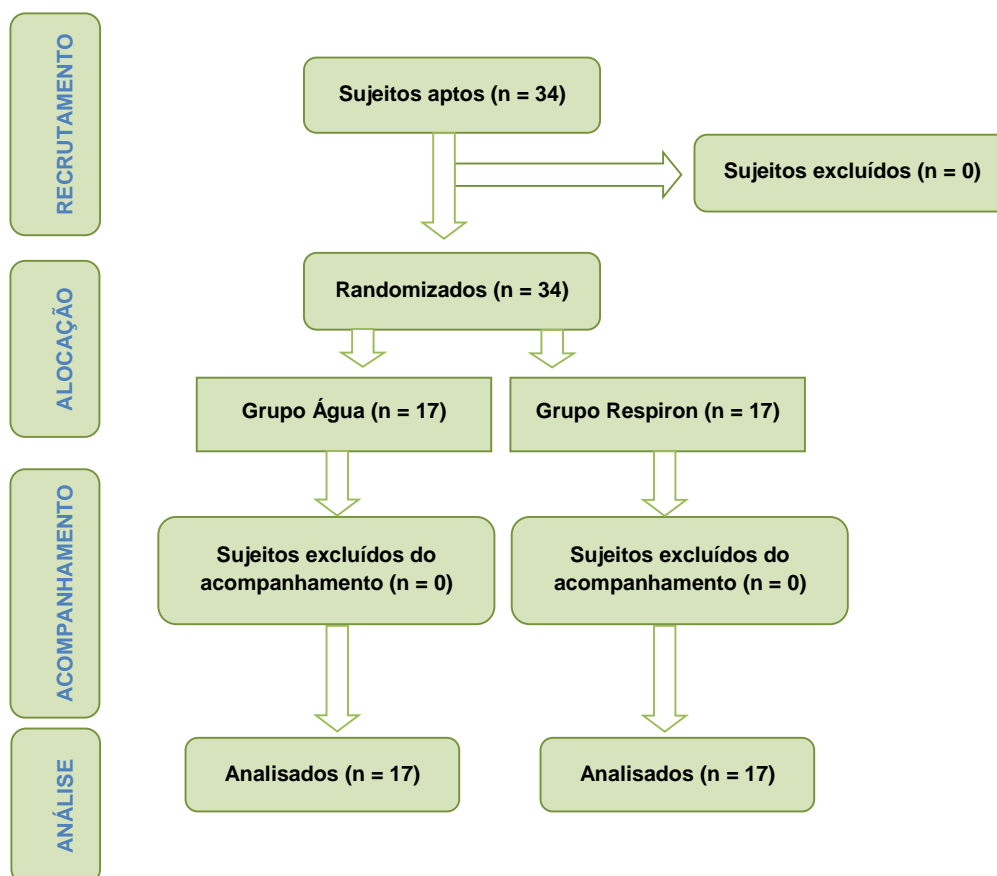 RECRUTAMENTO
Sujeitos aptos (n = 34)
Sujeitos excluídos (n = 0)
ALOCAÇÃO
Randomizados (n = 34)
Grupo Água (n = 17)
Grupo Respiron (n = 17)
ACOMPANHAMENTO
Sujeitos excluídos do
acompanhamento (n = 0)
Sujeitos excluídos do
acompanhamento (n = 0)
ANÁLISE
Analisados (n = 17)
Analisados (n = 17)